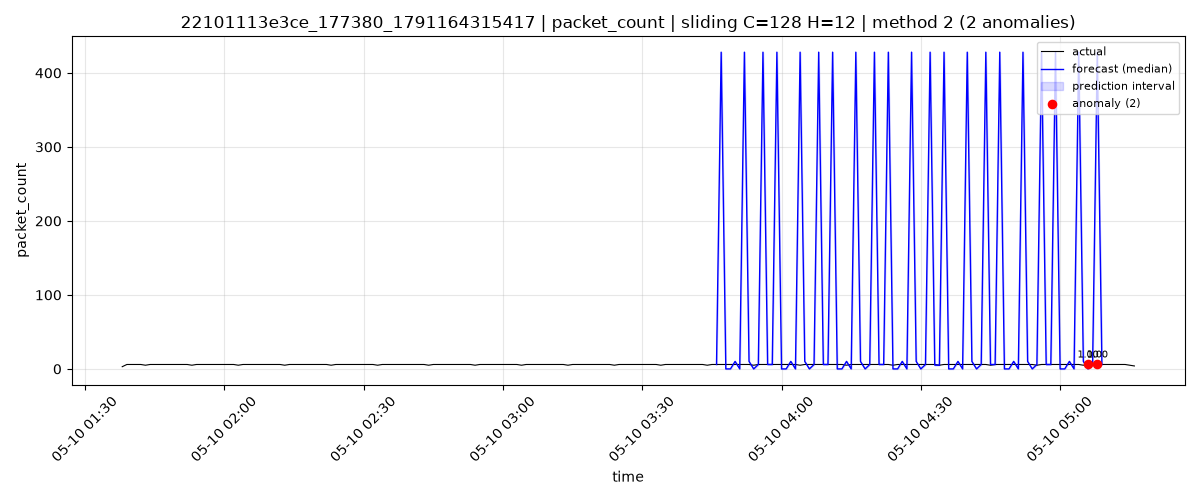 22101113e3ce_177380_1791164315417 | packet_count | sliding C=128 H=12 | method 2 (2 anomalies)
actual
forecast (median)
prediction interval
anomaly (2)
packet_count
400
300
200
100
0
05-10 01:30
05-10 02:00
05-10 02:30
05-10 03:00
05-10 03:30
05-10 04:00
05-10 04:30
05-10 05:00
time